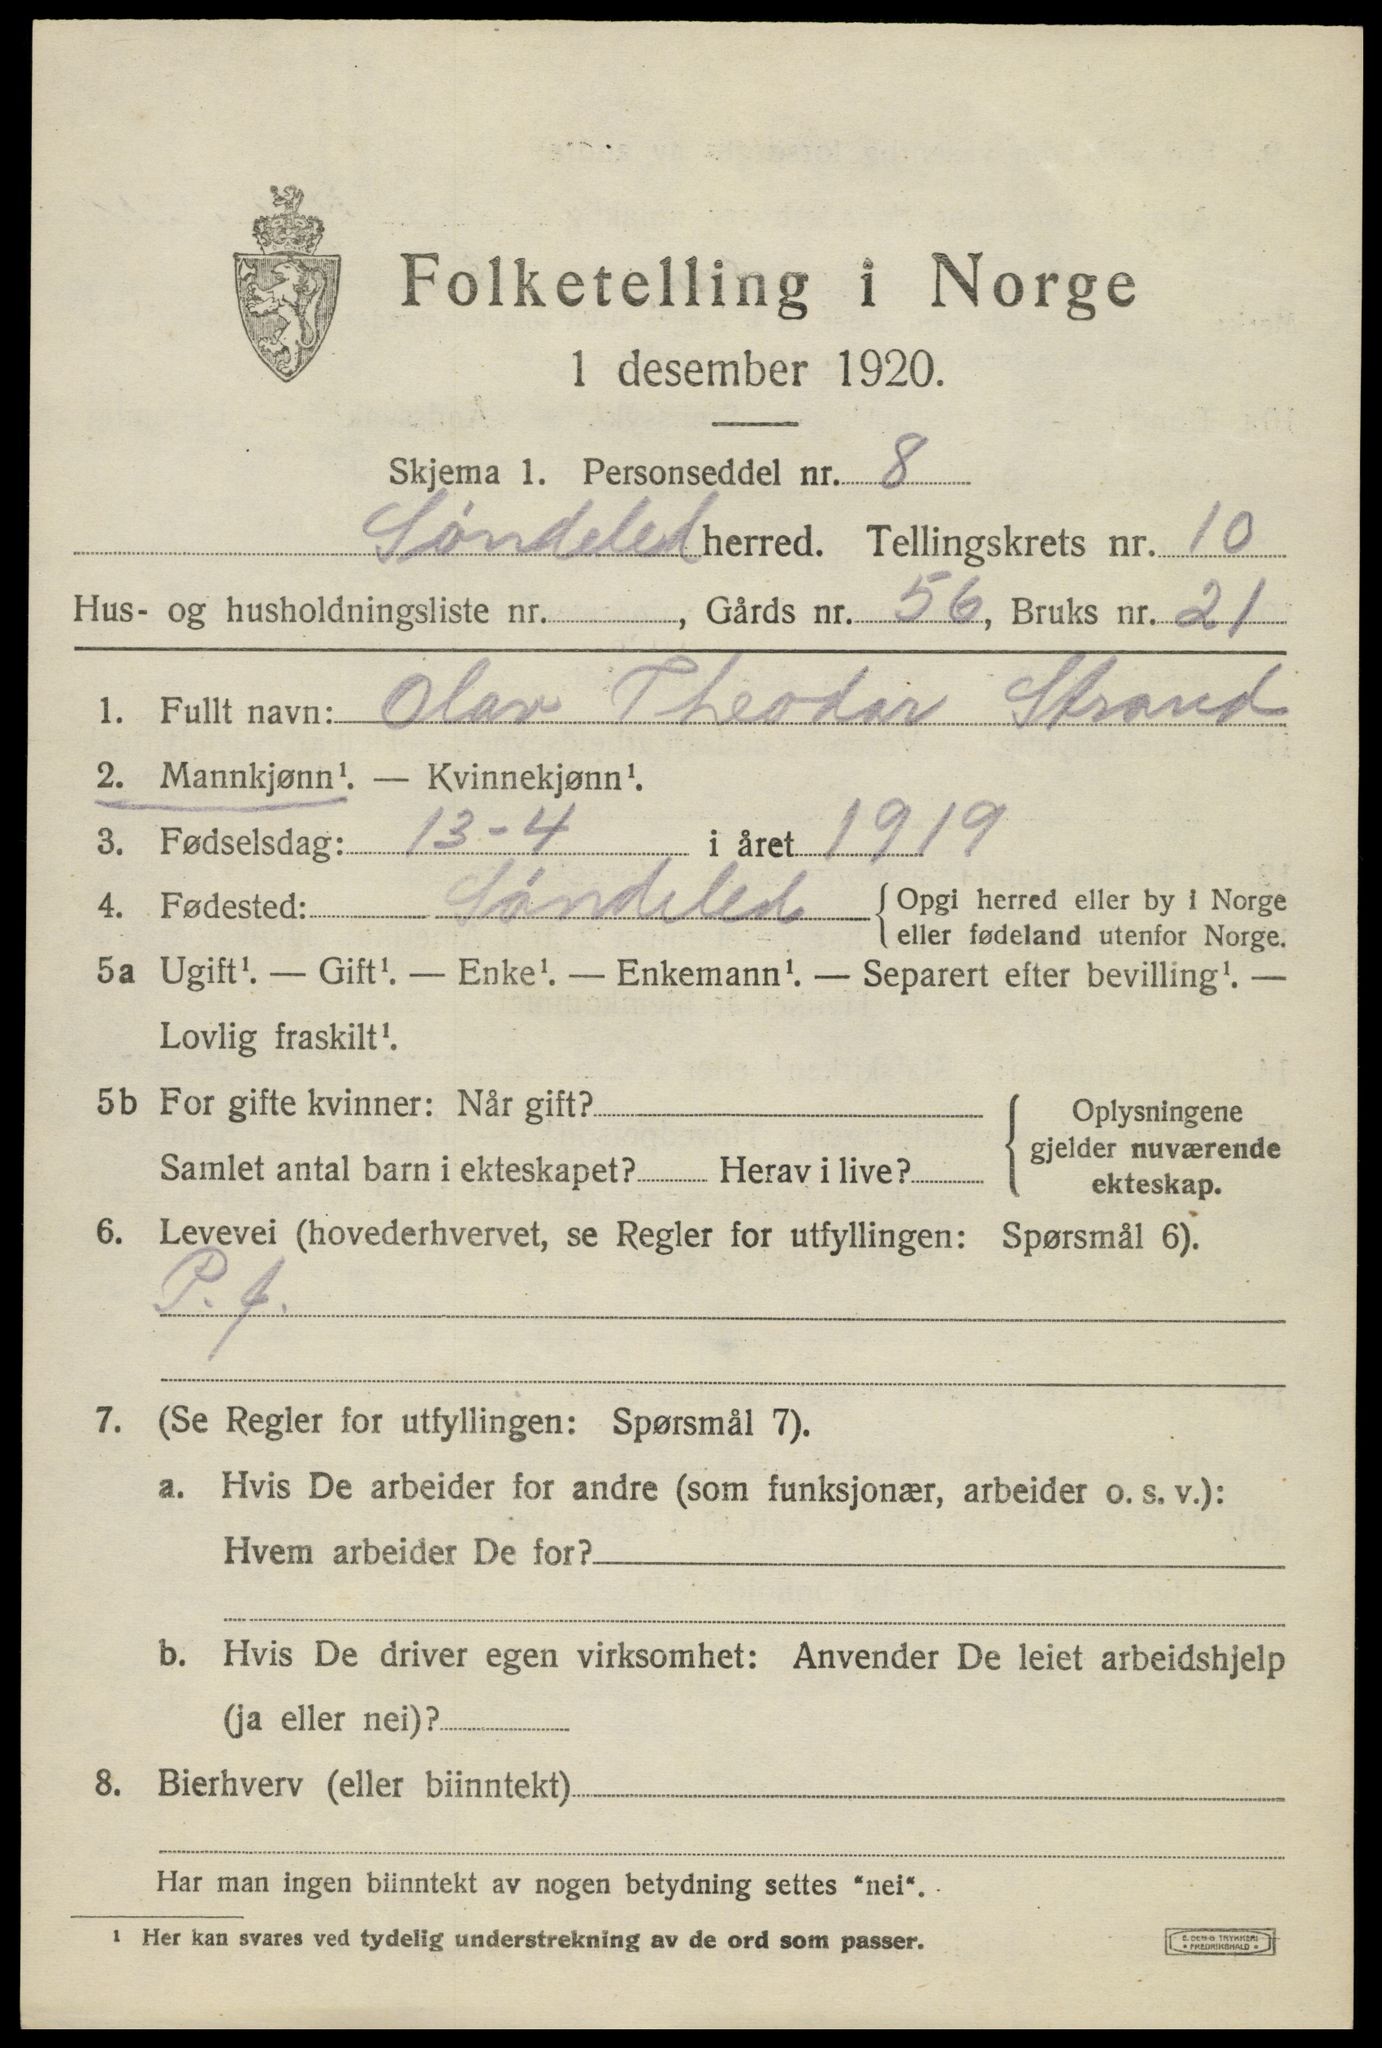 Folketelling i Norge
1 desember 1920.
Skjema 1. Personseddel nr. 8
Søndeled herred. Tellingskrets nr. 10
Hus- og husholdningsliste nr. , Gårds nr. 56, Bruks nr. 21
1. Fullt navn: Olav Theodor Strand
2. Mannkjønn¹. — Kvinnekjønn¹.
3. Fødselsdag: 13-4 i året 1919
4. Fødested: Søndeled { Opgi herred eller by i Norge
eller fødeland utenfor Norge.
5a Ugift¹. — Gift¹. — Enke¹. — Enkemann¹. — Separert efter bevilling¹. —
Lovlig fraskilt¹.
5b For gifte kvinner: Når gift?
Samlet antal barn i ekteskapet? Herav i live?
{ Oplysningene
gjelder nuværende
ekteskap.
6. Levevei (hovederhvervet, se Regler for utfyllingen: Spørsmål 6).
P. f.
7. (Se Regler for utfyllingen: Spørsmål 7).
a. Hvis De arbeider for andre (som funksjonær, arbeider o. s. v.):
Hvem arbeider De for?
b. Hvis De driver egen virksomhet: Anvender De leiet arbeidshjelp
(ja eller nei)?
8. Bierhverv (eller biinntekt)
Har man ingen biinntekt av nogen betydning settes "nei".
¹ Her kan svares ved tydelig understrekning av de ord som passer.
TRYKKERI
FREDRIKSHALD